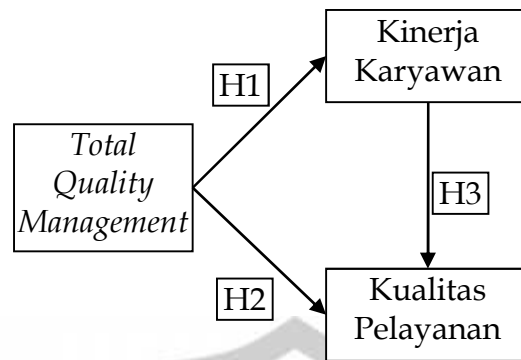 Kinerja
Karyawan
H1
Total
Quality
Management
H3
H2
Kualitas
Pelayanan